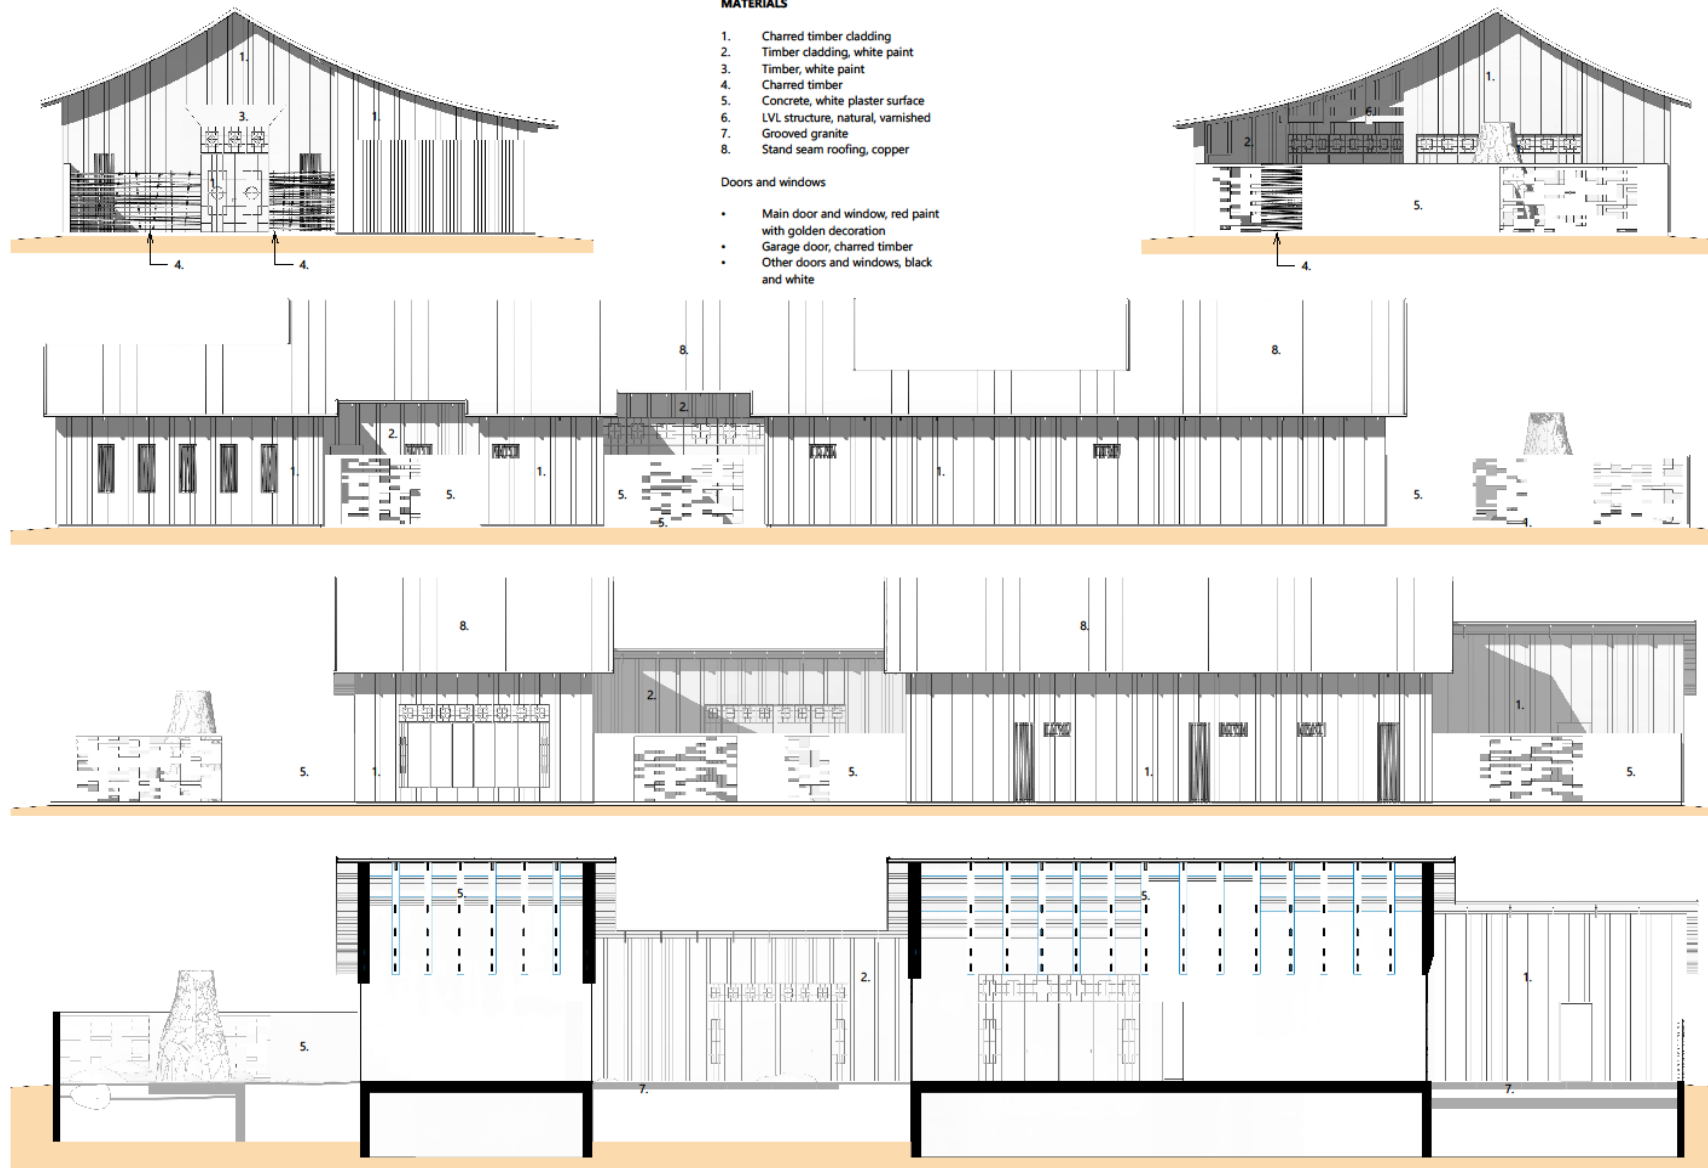 MATERIALS
1. Charred timber cladding
2. Timber cladding, white paint
3. Timber, white paint
4. Charred timber
5. Concrete, white plaster surface
6. LVL structure, natural, varnished
7. Grooved granite
8. Stand seam roofing, copper
Doors and windows
• Main door and window, red paint
with golden decoration
• Garage door, charred timber
• Other doors and windows, black
and white
1.
3.
1.
1.
4.
4.
1.
6.
2.
5.
4.
8.
8.
2.
2.
1.
5.
1.
5.
5.
1.
5.
1.
8.
8.
2.
1.
5.
1.
5.
1.
5.
5.
5.
2.
1.
5.
7.
7.